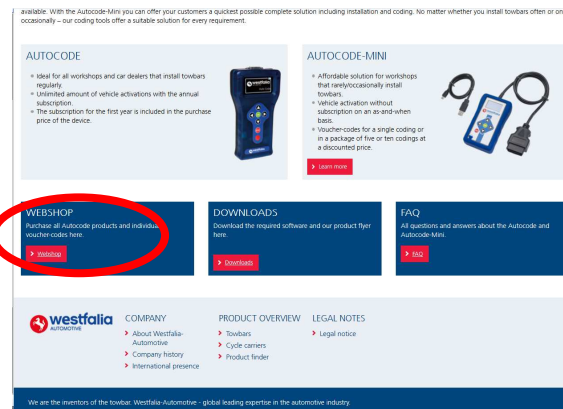 available. With the Autocode-Mini you can offer your customers a quickest possible complete solution including installation and coding. No matter whether you install towbars often or on
occasionally – our coding tools offer a suitable solution for every requirement.
AUTOCODE
Ideal for all workshops and car dealers that install towbars
regularly.
Unlimited amount of vehicle activations with the annual
subscription.
The subscription for the first year is included in the purchase
price of the device.
AUTOCODE-MINI
Affordable solution for workshops
that rarely/occasionally install
towbars.
Vehicle activation without
subscription on an as-and-when
basis.
Voucher-codes for a single coding or
in a package of five or ten codings at
a discounted price.
Learn more
WEBSHOP
Purchase all Autocode products and individual
voucher-codes here.
Webshop
DOWNLOADS
Download the required software and our product flyer
here.
Downloads
FAQ
All questions and answers about the Autocode and
Autocode-Mini.
FAQ
westfalia
AUTOMOTIVE
COMPANY
About Westfalia-
Automotive
Company history
International presence
PRODUCT OVERVIEW
Towbars
Cycle carriers
Product finder
LEGAL NOTES
Legal notice
We are the inventors of the towbar. Westfalia-Automotive - global leading expertise in the automotive industry.